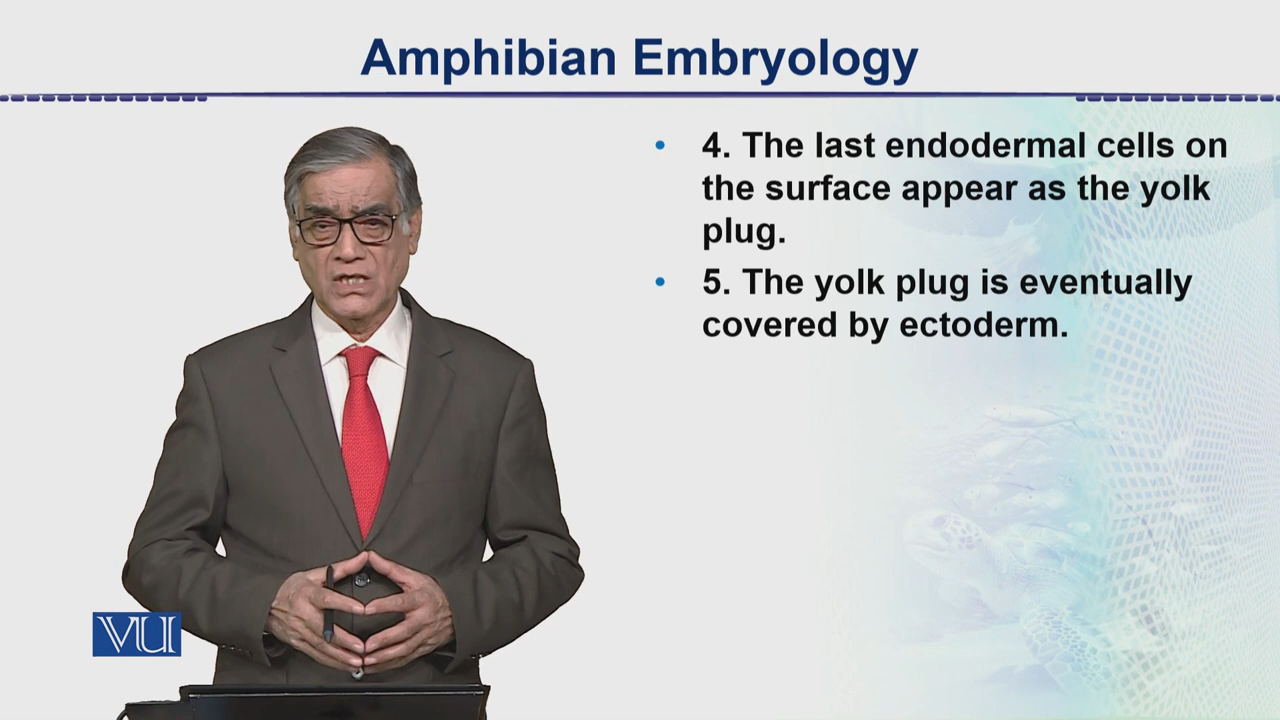 Amphibian Embryology
• 4. The last endodermal cells on
the surface appear as the yolk
plug.
• 5. The yolk plug is eventually
covered by ectoderm.
VU